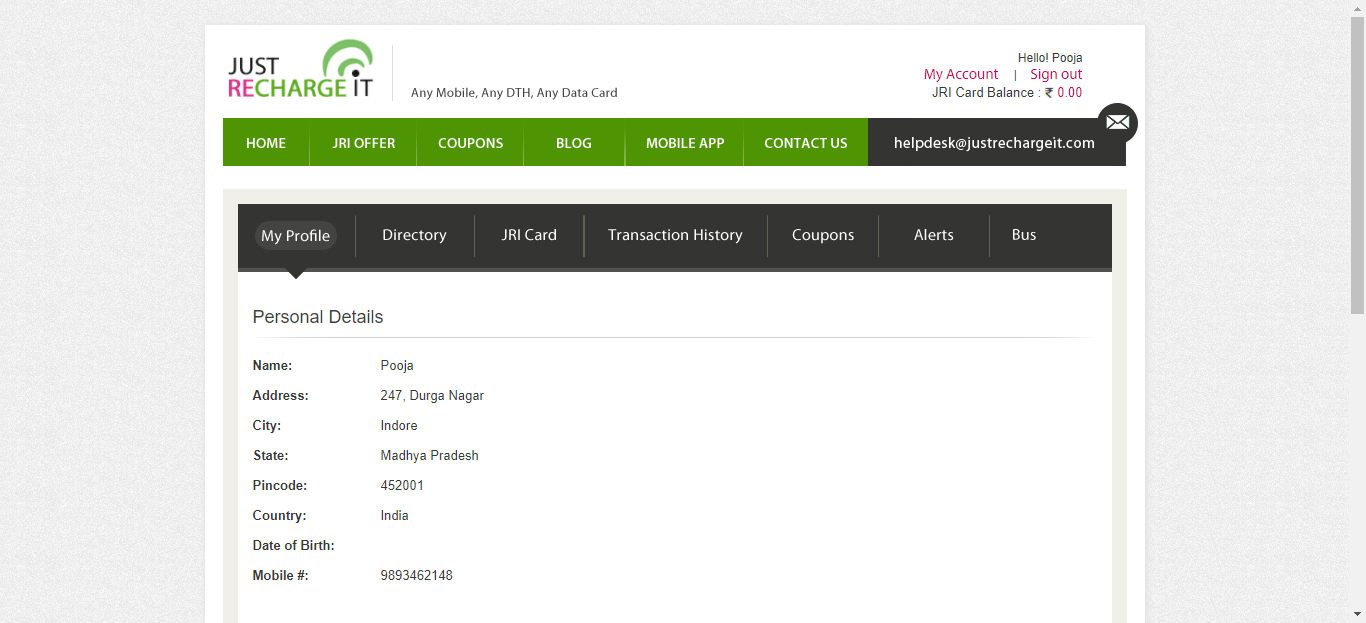 JUST
RECHARGE IT
Any Mobile, Any DTH, Any Data Card
Hello! Pooja
My Account | Sign out
JRI Card Balance : ₹ 0.00
HOME JRI OFFER COUPONS BLOG MOBILE APP CONTACT US helpdesk@justrechargeit.com
My Profile Directory JRI Card Transaction History Coupons Alerts Bus
Personal Details
Name: Pooja
Address: 247, Durga Nagar
City: Indore
State: Madhya Pradesh
Pincode: 452001
Country: India
Date of Birth:
Mobile #: 9893462148